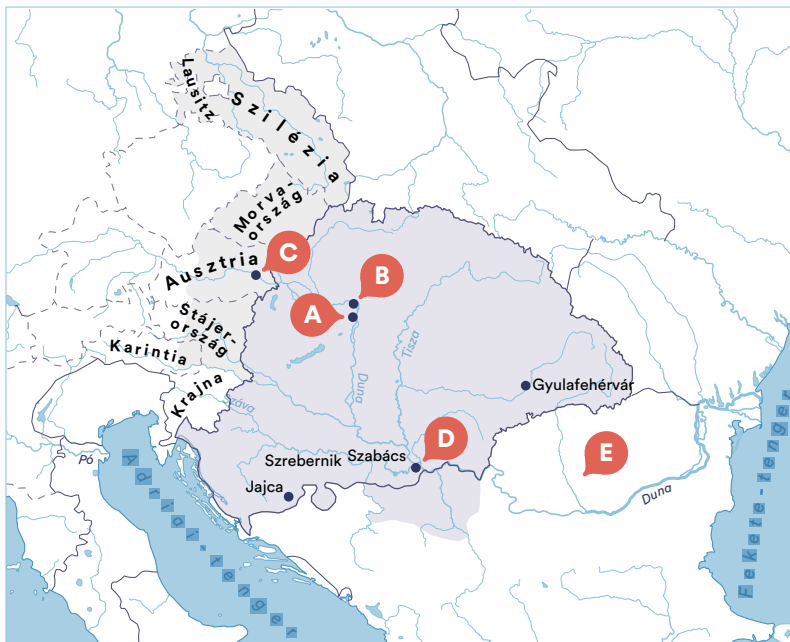 Lausitz
Szilézia
Morva-
ország
C
Ausztria
B
A
Stájer-
ország
Karintia
Tisza
Krajna
Duna
Száva
Gyulafehérvár
D
Szabács
Szrebernik
E
Pó
Jajca
Duna
Adriai-tenger
Fekete-tenger